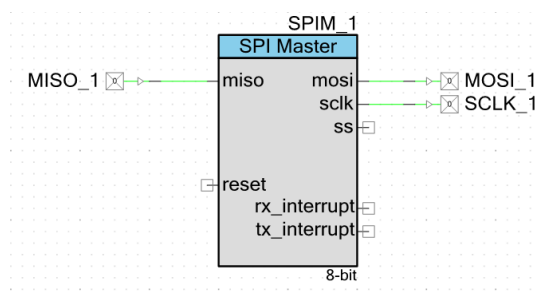 SPIM_1
SPI Master
MISO_1 miso mosi MOSI_1
sclk SCLK_1
ss
reset
rx_interrupt
tx_interrupt
8-bit